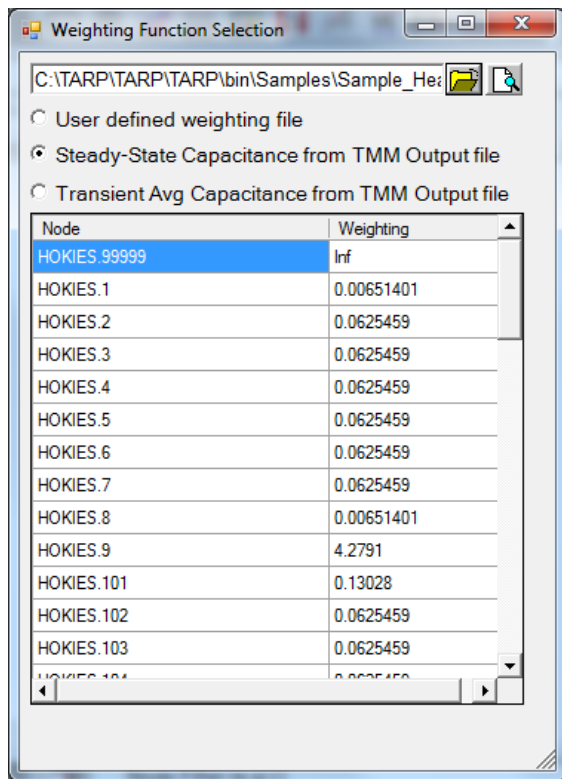 Weighting Function Selection
C:\TARP\TARP\TARP\bin\Samples\Sample_Hea
User defined weighting file
Steady-State Capacitance from TMM Output file
Transient Avg Capacitance from TMM Output file
Node Weighting
HOKIES.99999 Inf
HOKIES.1 0.00651401
HOKIES.2 0.0625459
HOKIES.3 0.0625459
HOKIES.4 0.0625459
HOKIES.5 0.0625459
HOKIES.6 0.0625459
HOKIES.7 0.0625459
HOKIES.8 0.00651401
HOKIES.9 4.2791
HOKIES.101 0.13028
HOKIES.102 0.0625459
HOKIES.103 0.0625459